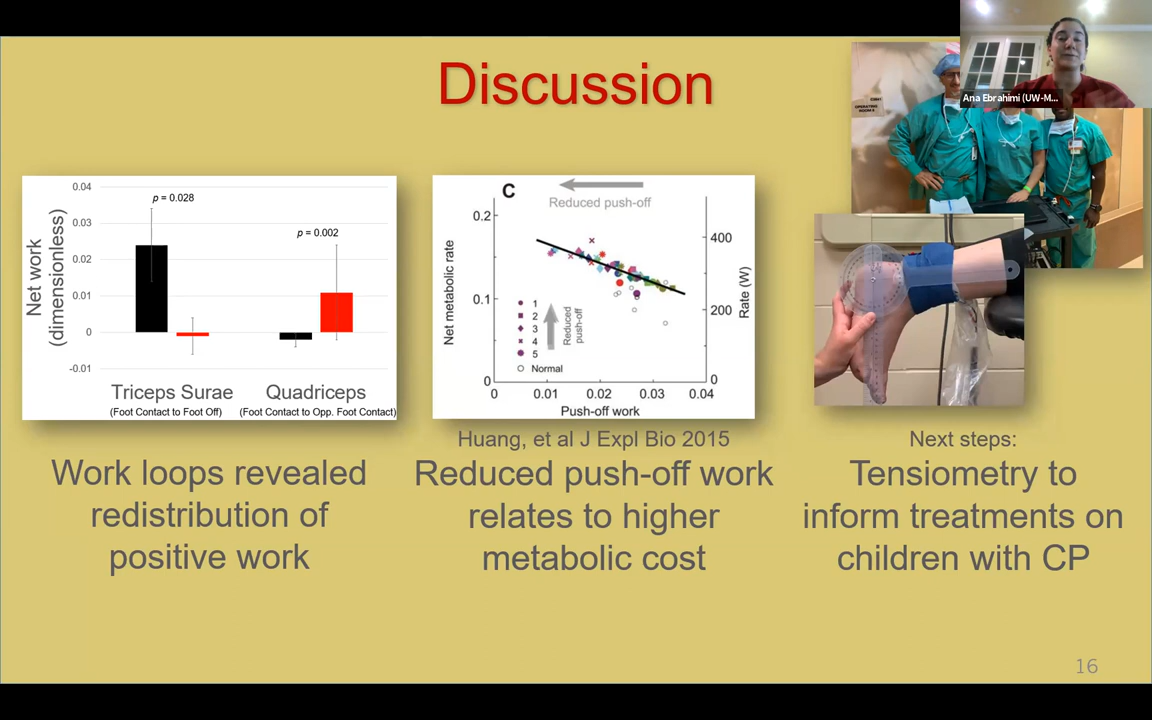 Discussion
Ana Ebrahimi (UW-M...
0.04
0.03
0.02
0.01
0
-0.01
Net work
(dimensionless)
p = 0.028
p = 0.002
Triceps Surae
(Foot Contact to Foot Off)
Quadriceps
(Foot Contact to Opp. Foot Contact)
Work loops revealed
redistribution of
positive work
C
Reduced push-off
Net metabolic rate
0.2
0.1
0
Reduced
push-off
1
2
3
4
5
Normal
400
200
0
Rate (W)
0
0.01
0.02
0.03
0.04
Push-off work
Huang, et al J Expl Bio 2015
Reduced push-off work
relates to higher
metabolic cost
Next steps:
Tensiometry to
inform treatments on
children with CP
16